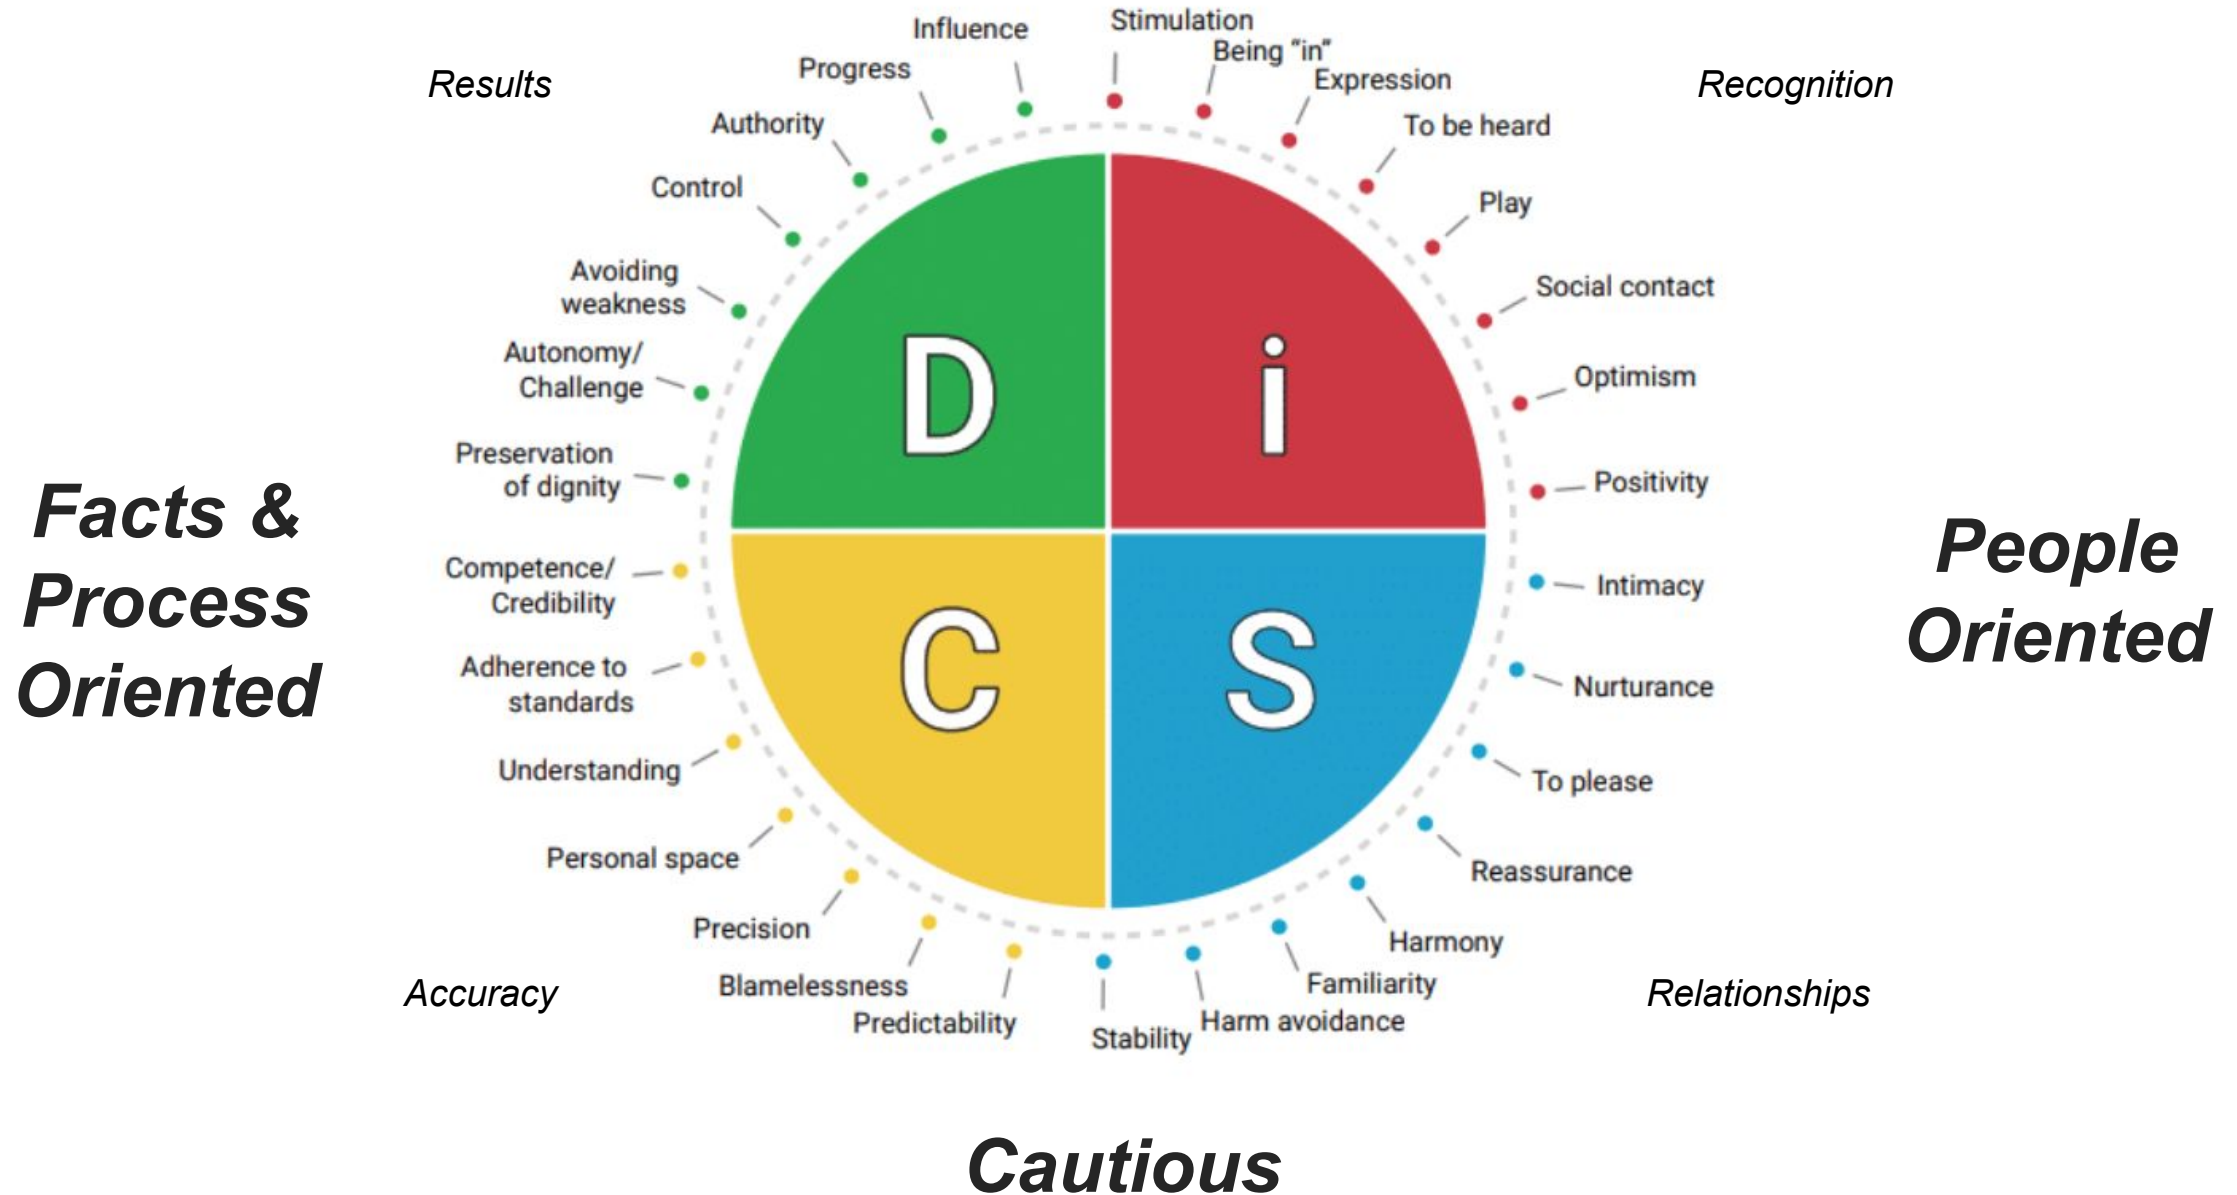 Influence
Stimulation
Being “in”
Progress
Results
Expression
Recognition
Authority
To be heard
Control
Play
Avoiding
weakness
Social contact
Autonomy/
Challenge
Optimism
D
i
Preservation
of dignity
Positivity
Facts &
Process
Oriented
People
Oriented
Competence/
Credibility
Intimacy
Adherence to
standards
Nurturance
C
S
Understanding
To please
Personal space
Reassurance
Precision
Harmony
Blamelessness
Familiarity
Accuracy
Relationships
Predictability
Harm avoidance
Stability
Cautious